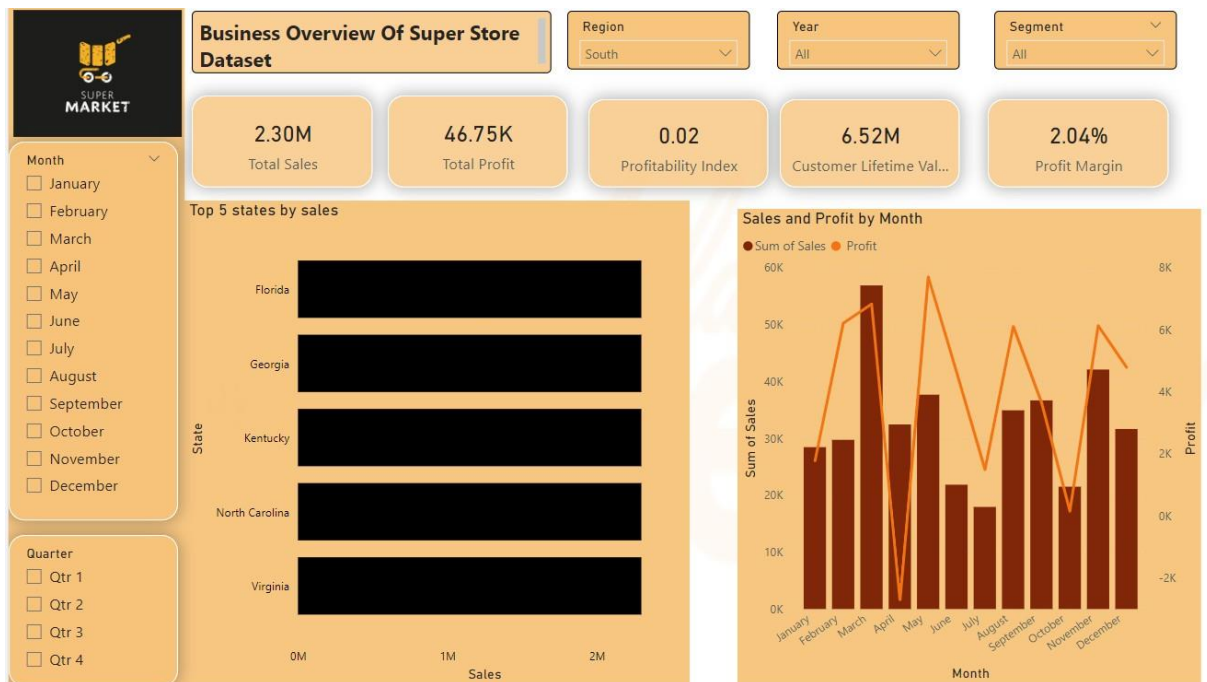 SUPER
MARKET
Business Overview Of Super Store
Dataset
Region
South
Year
All
Segment
All
2.30M
Total Sales
46.75K
Total Profit
0.02
Profitability Index
6.52M
Customer Lifetime Val...
2.04%
Profit Margin
Month
January
February
March
April
May
June
July
August
September
October
November
December
Quarter
Qtr 1
Qtr 2
Qtr 3
Qtr 4
Top 5 states by sales
State
Florida
Georgia
Kentucky
North Carolina
Virginia
0M
1M
2M
Sales
Sales and Profit by Month
Sum of Sales
Profit
Sum of Sales
60K
50K
40K
30K
20K
10K
0K
8K
6K
4K
2K
0K
-2K
Profit
January
February
March
April
May
June
July
August
September
October
November
December
Month